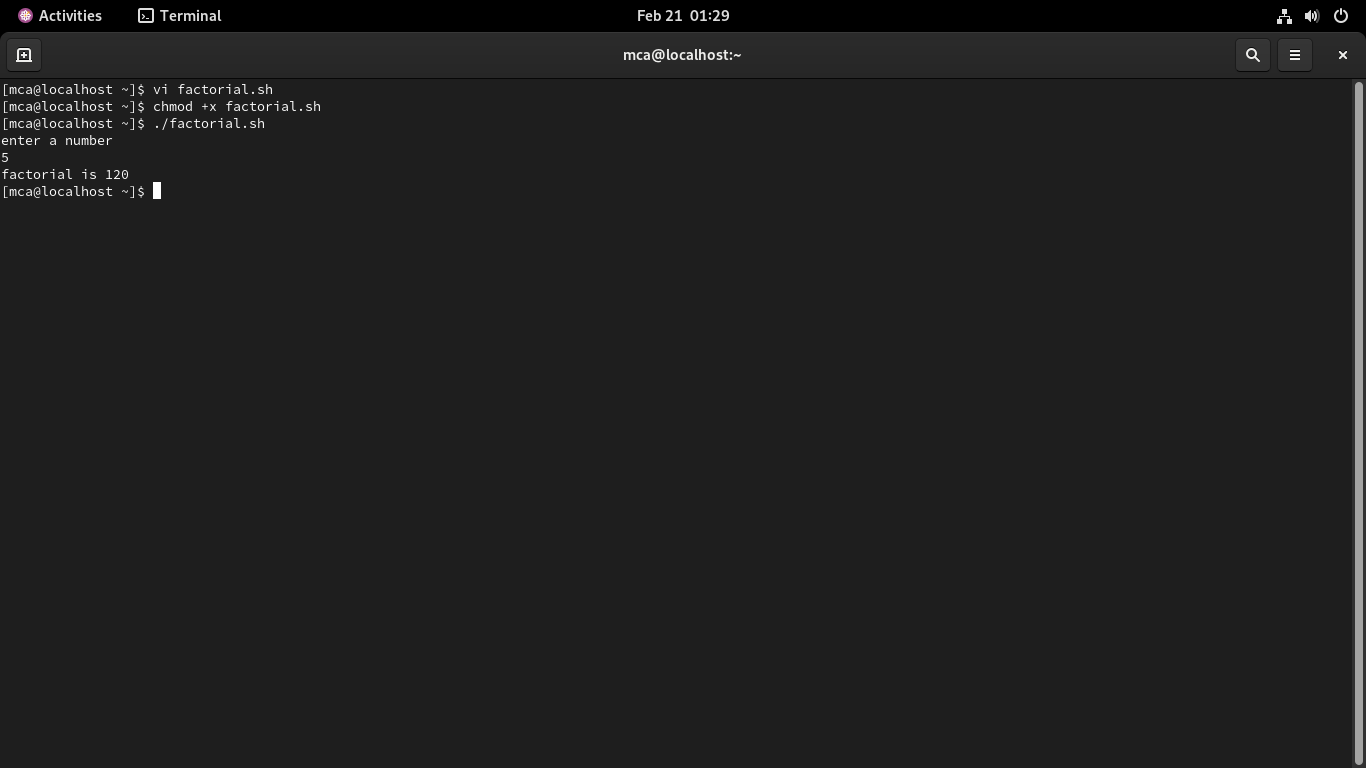 Activities Terminal Feb 21 01:29
mca@localhost:~
[mca@localhost ~]$ vi factorial.sh
[mca@localhost ~]$ chmod +x factorial.sh
[mca@localhost ~]$ ./factorial.sh
enter a number
5
factorial is 120
[mca@localhost ~]$